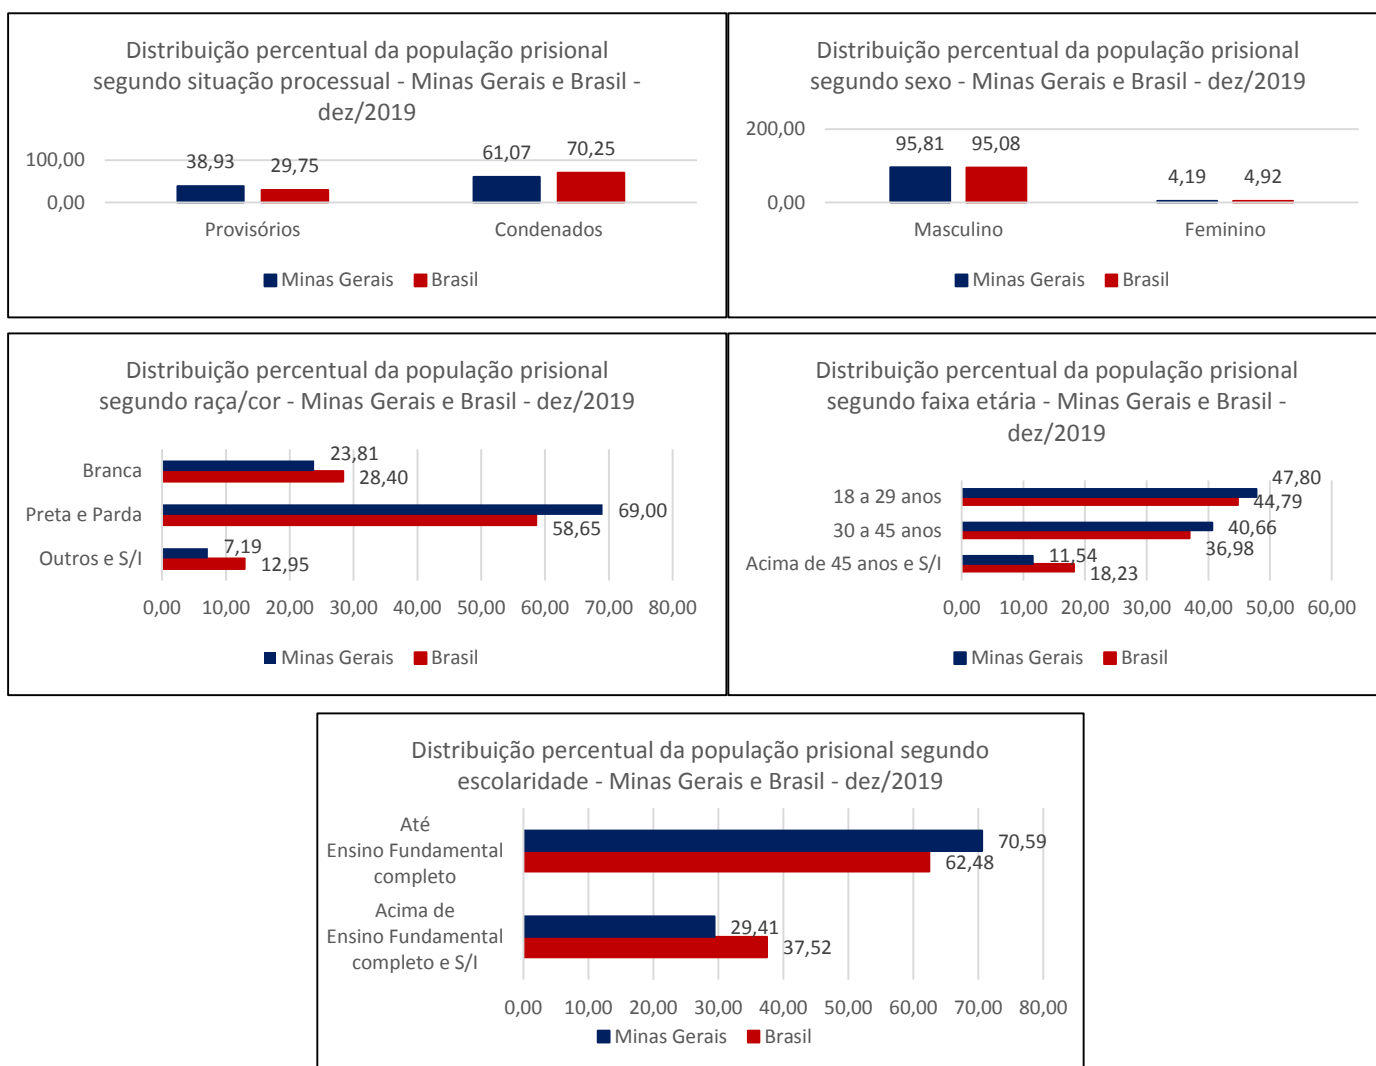 Distribuição percentual da população prisional
segundo situação processual - Minas Gerais e Brasil -
dez/2019
100,00
0,00
38,93
29,75
61,07
70,25
Provisórios
Condenados
Minas Gerais
Brasil
Distribuição percentual da população prisional
segundo sexo - Minas Gerais e Brasil - dez/2019
200,00
0,00
95,81
95,08
4,19
4,92
Masculino
Feminino
Minas Gerais
Brasil
Distribuição percentual da população prisional
segundo raça/cor - Minas Gerais e Brasil - dez/2019
Branca
23,81
28,40
Preta e Parda
69,00
58,65
Outros e S/I
7,19
12,95
0,00 10,00 20,00 30,00 40,00 50,00 60,00 70,00 80,00
Minas Gerais
Brasil
Distribuição percentual da população prisional
segundo faixa etária - Minas Gerais e Brasil -
dez/2019
18 a 29 anos
47,80
44,79
30 a 45 anos
40,66
36,98
Acima de 45 anos e S/I
11,54
18,23
0,00 10,00 20,00 30,00 40,00 50,00 60,00
Minas Gerais
Brasil
Distribuição percentual da população prisional segundo
escolaridade - Minas Gerais e Brasil - dez/2019
Até
Ensino Fundamental
completo
70,59
62,48
Acima de
Ensino Fundamental
completo e S/I
29,41
37,52
0,00 10,00 20,00 30,00 40,00 50,00 60,00 70,00 80,00
Minas Gerais
Brasil